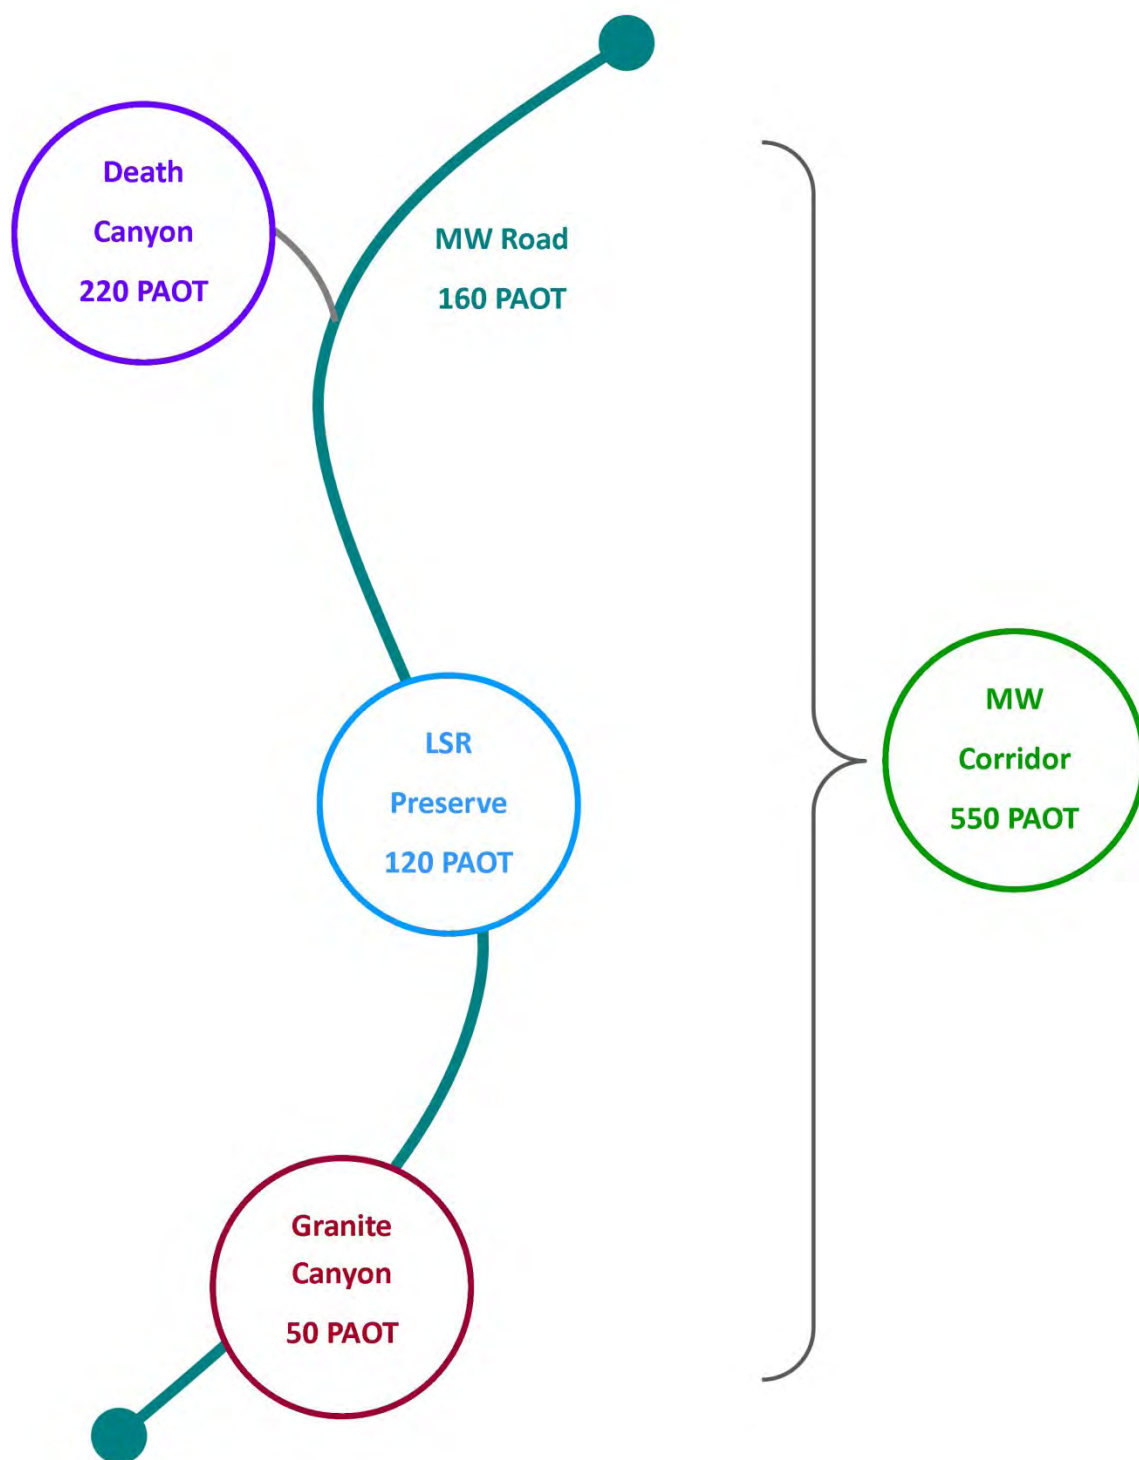 Death
Canyon
220 PAOT
MW Road
160 PAOT
LSR
Preserve
120 PAOT
MW
Corridor
550 PAOT
Granite
Canyon
50 PAOT